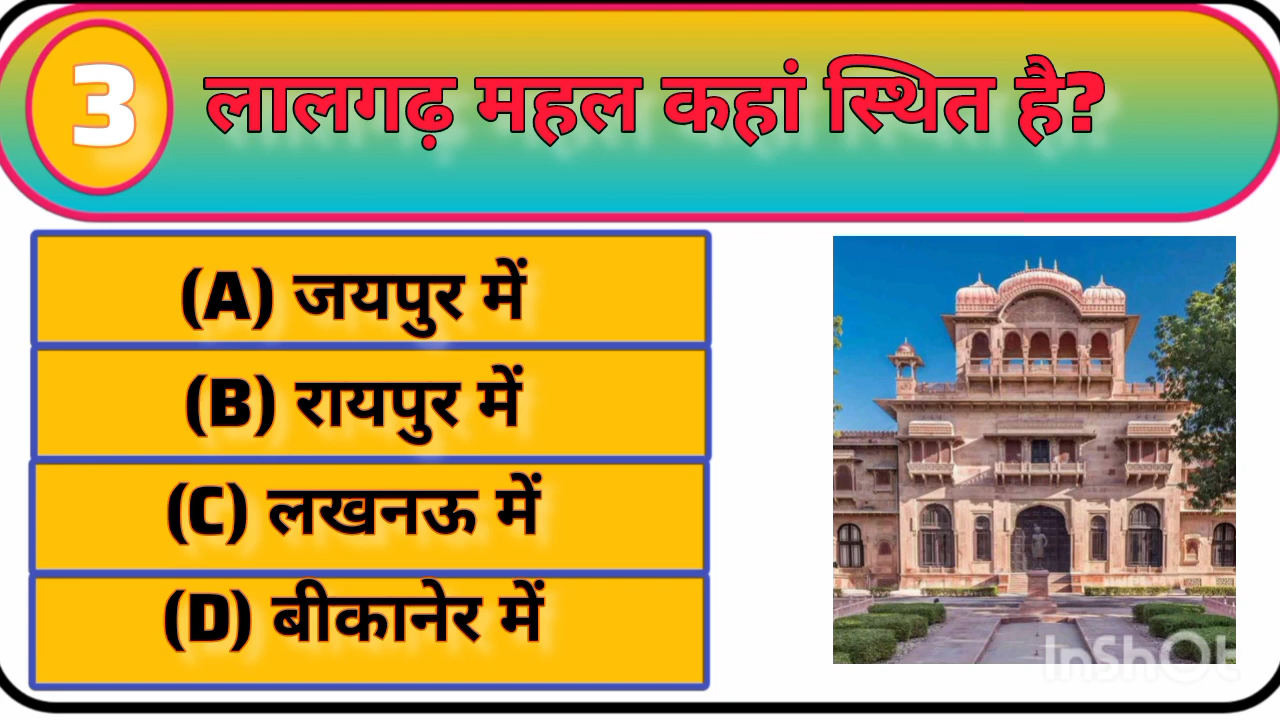 3 लालगढ़ महल कहां स्थित है?
(A) जयपुर में
(B) रायपुर में
(C) लखनऊ में
(D) बीकानेर में
InShOt